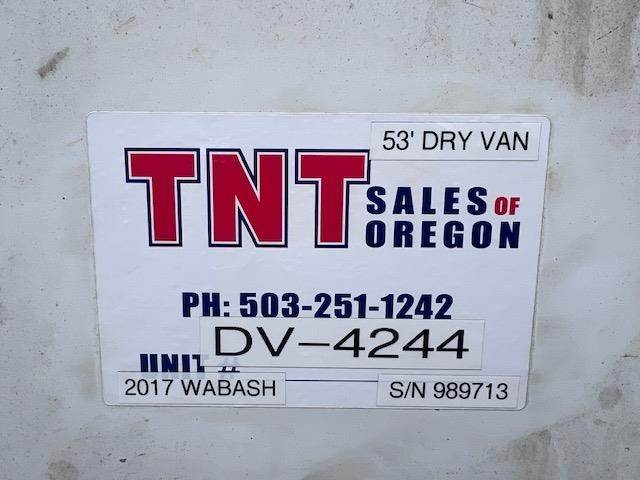 53' DRY VAN
TNT SALES OF
OREGON
PH: 503-251-1242
UNIT # DV-4244
2017 WABASH
S/N 989713